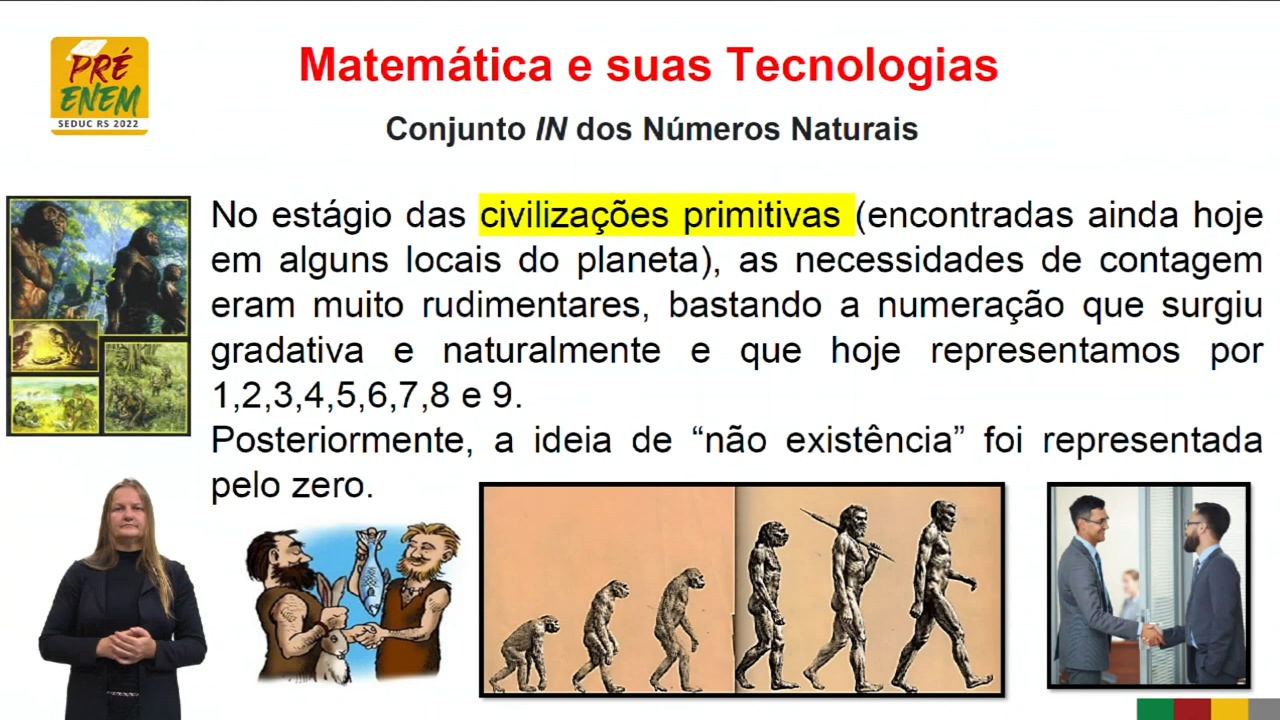 PRÉ
ENEM
SEDUC RS 2022
Matemática e suas Tecnologias
Conjunto IN dos Números Naturais
No estágio das civilizações primitivas (encontradas ainda hoje
em alguns locais do planeta), as necessidades de contagem
eram muito rudimentares, bastando a numeração que surgiu
gradativa e naturalmente e que hoje representamos por
1,2,3,4,5,6,7,8 e 9.
Posteriormente, a ideia de “não existência” foi representada
pelo zero.